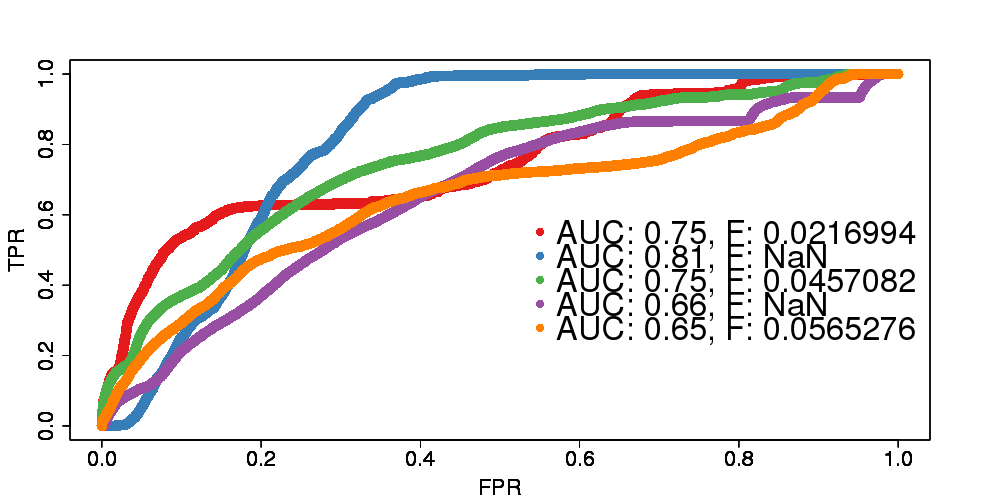 1.0
0.8
0.6
0.4
0.2
0.0
TPR
AUC: 0.75, F: 0.0216994
AUC: 0.81, F: NaN
AUC: 0.75, F: 0.0457082
AUC: 0.66, F: NaN
AUC: 0.65, F: 0.0565276
0.0 0.2 0.4 0.6 0.8 1.0
FPR